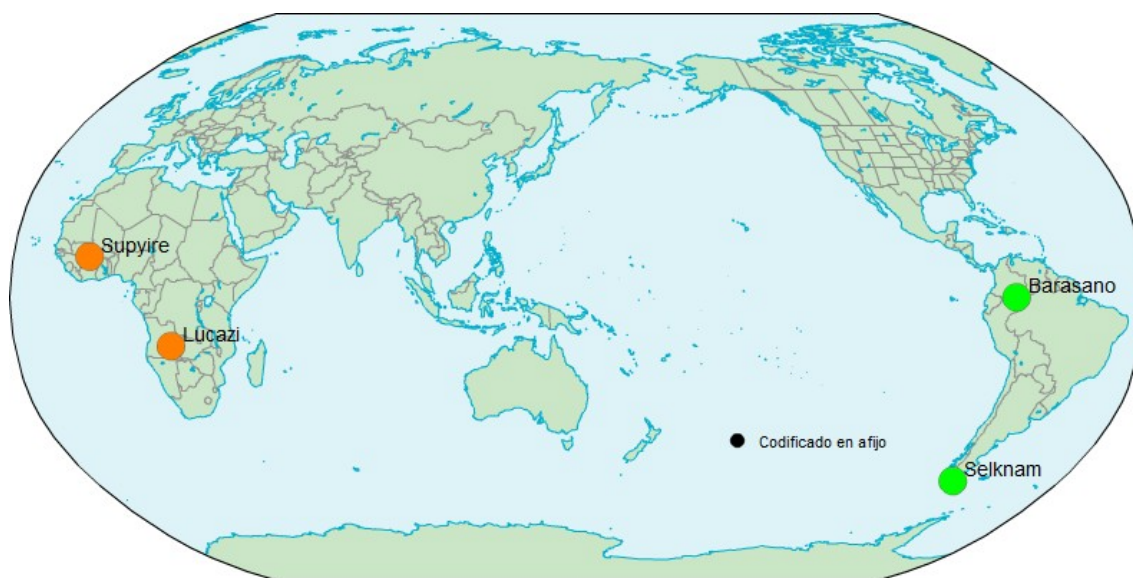 Supyire
Barasano
Lucazi
Codificado en afijo
Selknam